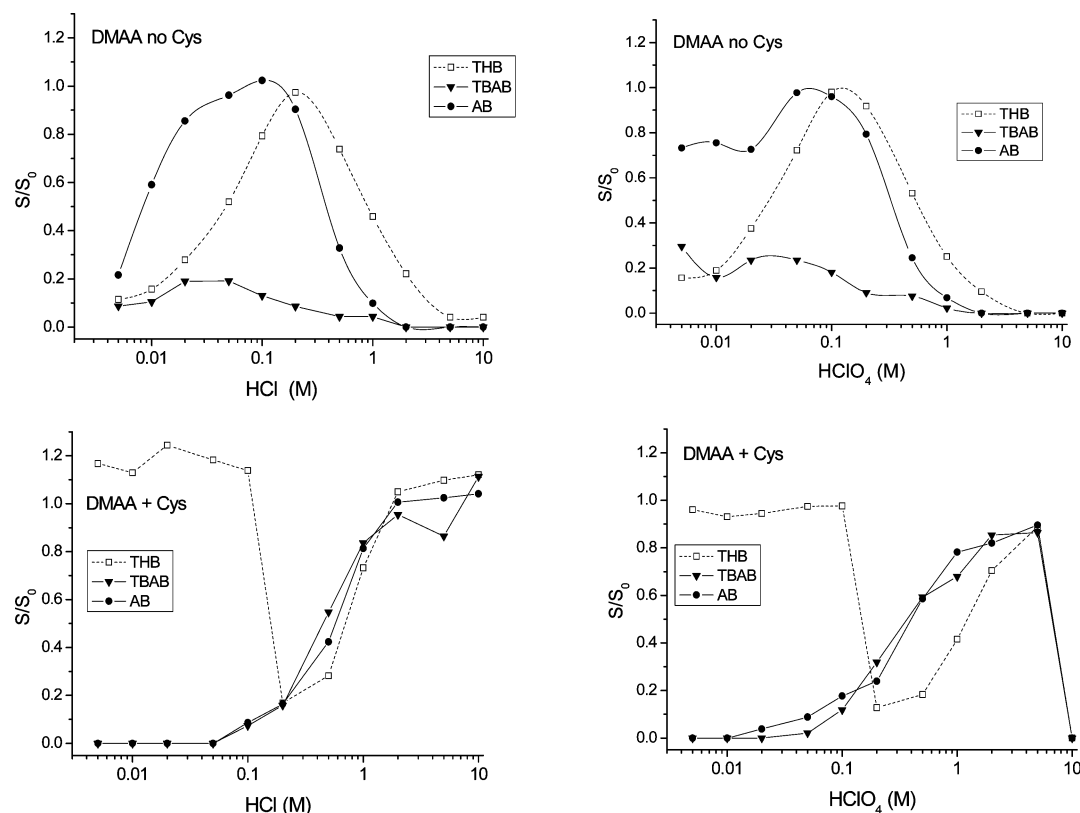 DMAA no Cys
THB
TBAB
AB
1.2
1.0
0.8
0.6
0.4
0.2
0.0
S/S0
0.01 0.1 1 10
HCl (M)
DMAA no Cys
THB
TBAB
AB
1.2
1.0
0.8
0.6
0.4
0.2
0.0
S/S0
0.01 0.1 1 10
HClO4 (M)
DMAA + Cys
THB
TBAB
AB
1.2
1.0
0.8
0.6
0.4
0.2
0.0
S/S0
0.01 0.1 1 10
HCl (M)
DMAA + Cys
THB
TBAB
AB
1.2
1.0
0.8
0.6
0.4
0.2
0.0
S/S0
0.01 0.1 1 10
HClO4 (M)